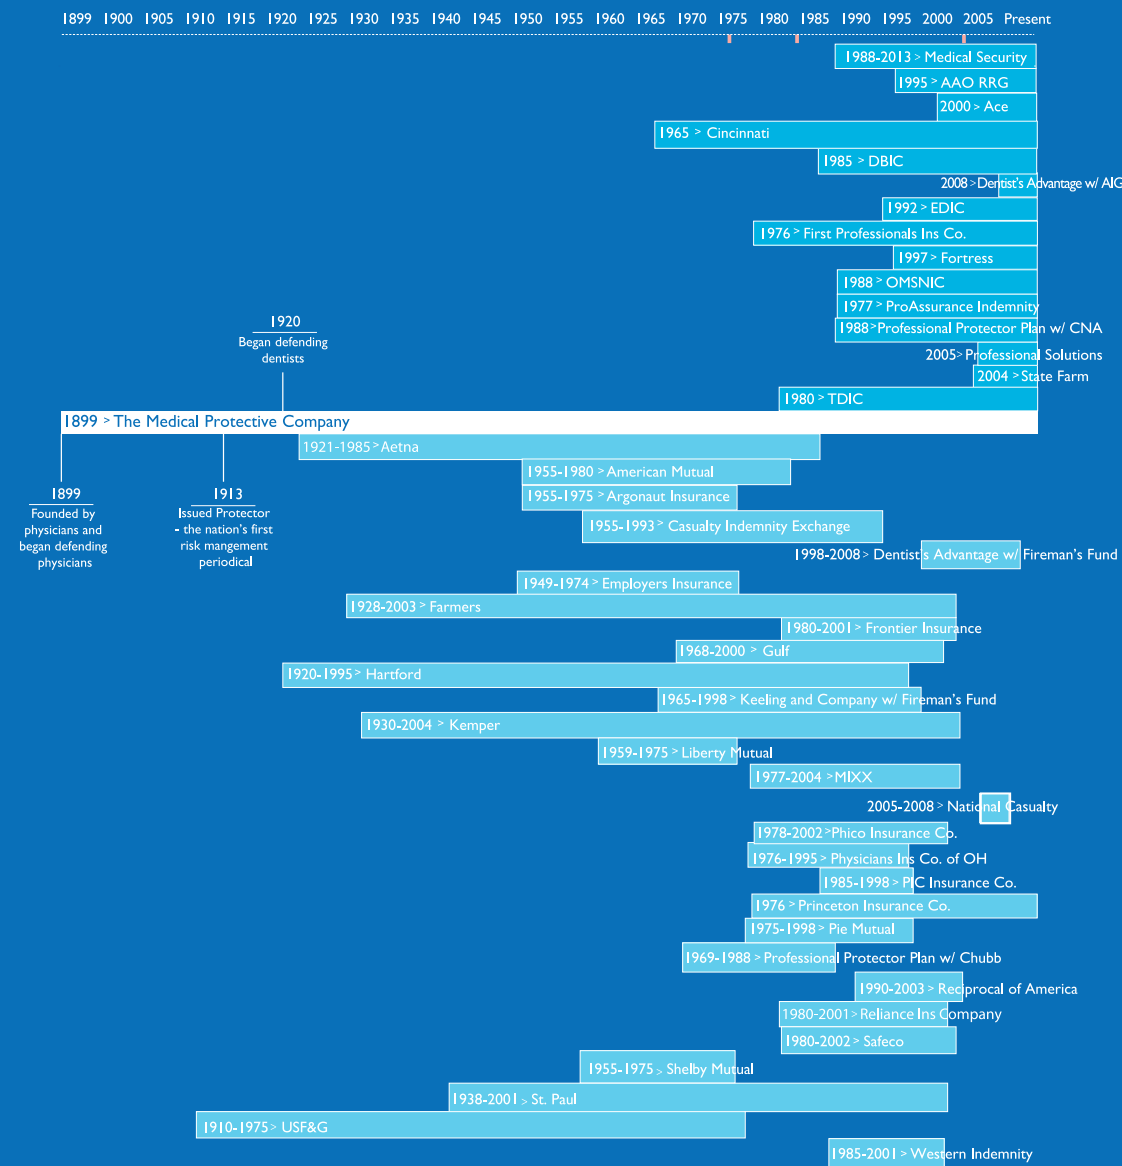 1899 1900 1905 1910 1915 1920 1925 1930 1935 1940 1945 1950 1955 1960 1965 1970 1975 1980 1985 1990 1995 2000 2005 Present
1988-2013 > Medical Security
1995 > AAO RRG
2000 > Ace
1965 > Cincinnati
1985 > DBIC
2008 > Dentist's Advantage w/ AIG
1992 > EDIC
1976 > First Professionals Ins Co.
1997 > Fortress
1988 > OMSNIC
1977 > ProAssurance Indemnity
1988 > Professional Protector Plan w/ CNA
2005 > Professional Solutions
2004 > State Farm
1980 > TDIC
1920
Began defending
dentists
1899 > The Medical Protective Company
1899
Founded by
physicians and
began defending
physicians
1913
Issued Protector
- the nation's first
risk mangement
periodical
1921-1985 > Aetna
1955-1980 > American Mutual
1955-1975 > Argonaut Insurance
1955-1993 > Casualty Indemnity Exchange
1998-2008 > Dentist's Advantage w/ Fireman's Fund
1949-1974 > Employers Insurance
1928-2003 > Farmers
1980-2001 > Frontier Insurance
1968-2000 > Gulf
1920-1995 > Hartford
1965-1998 > Keeling and Company w/ Fireman's Fund
1930-2004 > Kemper
1959-1975 > Liberty Mutual
1977-2004 > MIXX
2005-2008 > National Casualty
1978-2002 > Phico Insurance Co.
1976-1995 > Physicians Ins Co. of OH
1985-1998 > PIC Insurance Co.
1976 > Princeton Insurance Co.
1975-1998 > Pie Mutual
1969-1988 > Professional Protector Plan w/ Chubb
1990-2003 > Reciprocal of America
1980-2001 > Reliance Ins Company
1980-2002 > Safeco
1955-1975 > Shelby Mutual
1938-2001 > St. Paul
1910-1975 > USF&G
1985-2001 > Western Indemnity